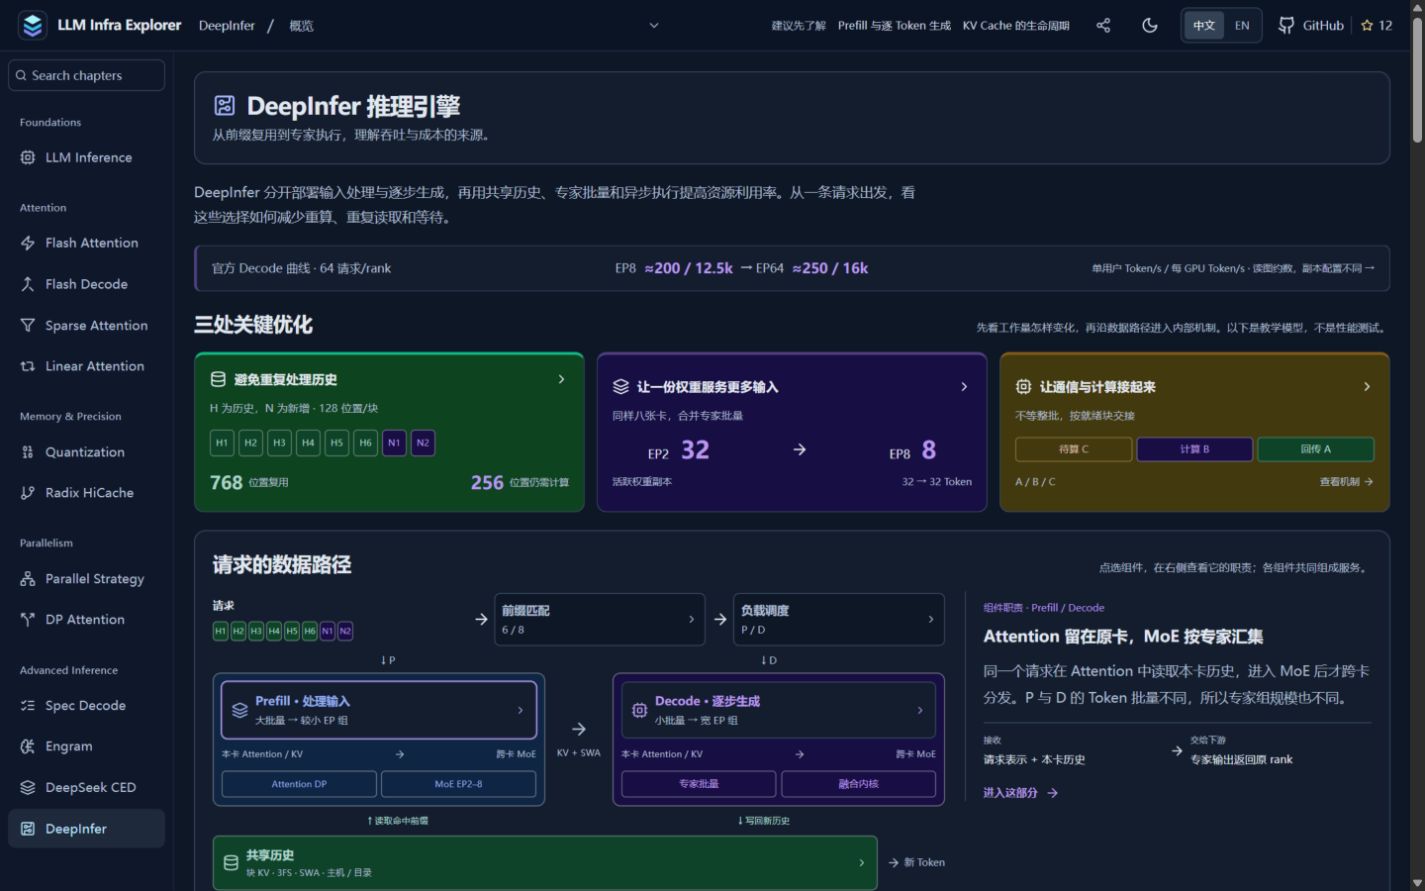 LLM Infra Explorer
DeepInfer / 概览
建议先了解 Prefill 与逐 Token 生成 KV Cache 的生命周期
中文 EN
GitHub
12
Search chapters
Foundations
LLM Inference
Attention
Flash Attention
Flash Decode
Sparse Attention
Linear Attention
Memory & Precision
Quantization
Radix HiCache
Parallelism
Parallel Strategy
DP Attention
Advanced Inference
Spec Decode
Engram
DeepSeek CED
DeepInfer
DeepInfer 推理引擎
从前缀复用到专家执行，理解吞吐与成本的来源。
DeepInfer 分开部署输入处理与逐步生成，再用共享历史、专家批量和异步执行提高资源利用率。从一条请求出发，看
这些选择如何减少重算、重复读取和等待。
官方 Decode 曲线 · 64 请求/rank
EP8 ≈200 / 12.5k → EP64 ≈250 / 16k
单用户 Token/s / 每 GPU Token/s · 读图约数，副本配置不同 →
三处关键优化
先看工作量怎样变化，再沿数据路径进入内部机制。以下是教学模型，不是性能测试。
避免重复处理历史
H 为历史，N 为新增 · 128 位置/块
H1 H2 H3 H4 H5 H6 N1 N2
768 位置复用
256 位置仍需计算
让一份权重服务更多输入
同样八张卡，合并专家批量
EP2 32 → EP8 8
活跃权重副本
32 → 32 Token
让通信与计算接起来
不等整批，按就绪块交接
待算 C
计算 B
回传 A
A / B / C
查看机制 →
请求的数据路径
点选组件，在右侧查看它的职责；各组件共同组成服务。
请求
H1 H2 H3 H4 H5 H6 N1 N2
→
前缀匹配
6 / 8
→
负载调度
P / D
↓ P
↓ D
Prefill · 处理输入
大批量 → 较小 EP 组
本卡 Attention / KV → 跨卡 MoE
Attention DP
MoE EP2–8
→
KV + SWA
Decode · 逐步生成
小批量 → 宽 EP 组
本卡 Attention / KV → 跨卡 MoE
专家批量
融合内核
↑ 读取命中前缀
↓ 写回新历史
共享历史
块 KV · 3FS · SWA · 主机 / 目录
→ 新 Token
组件职责 · Prefill / Decode
Attention 留在原卡，MoE 按专家汇集
同一个请求在 Attention 中读取本卡历史，进入 MoE 后才跨卡
分发。P 与 D 的 Token 批量不同，所以专家组规模也不同。
接收
请求表示 + 本卡历史
→
交给下游
专家输出返回原 rank
进入这部分 →